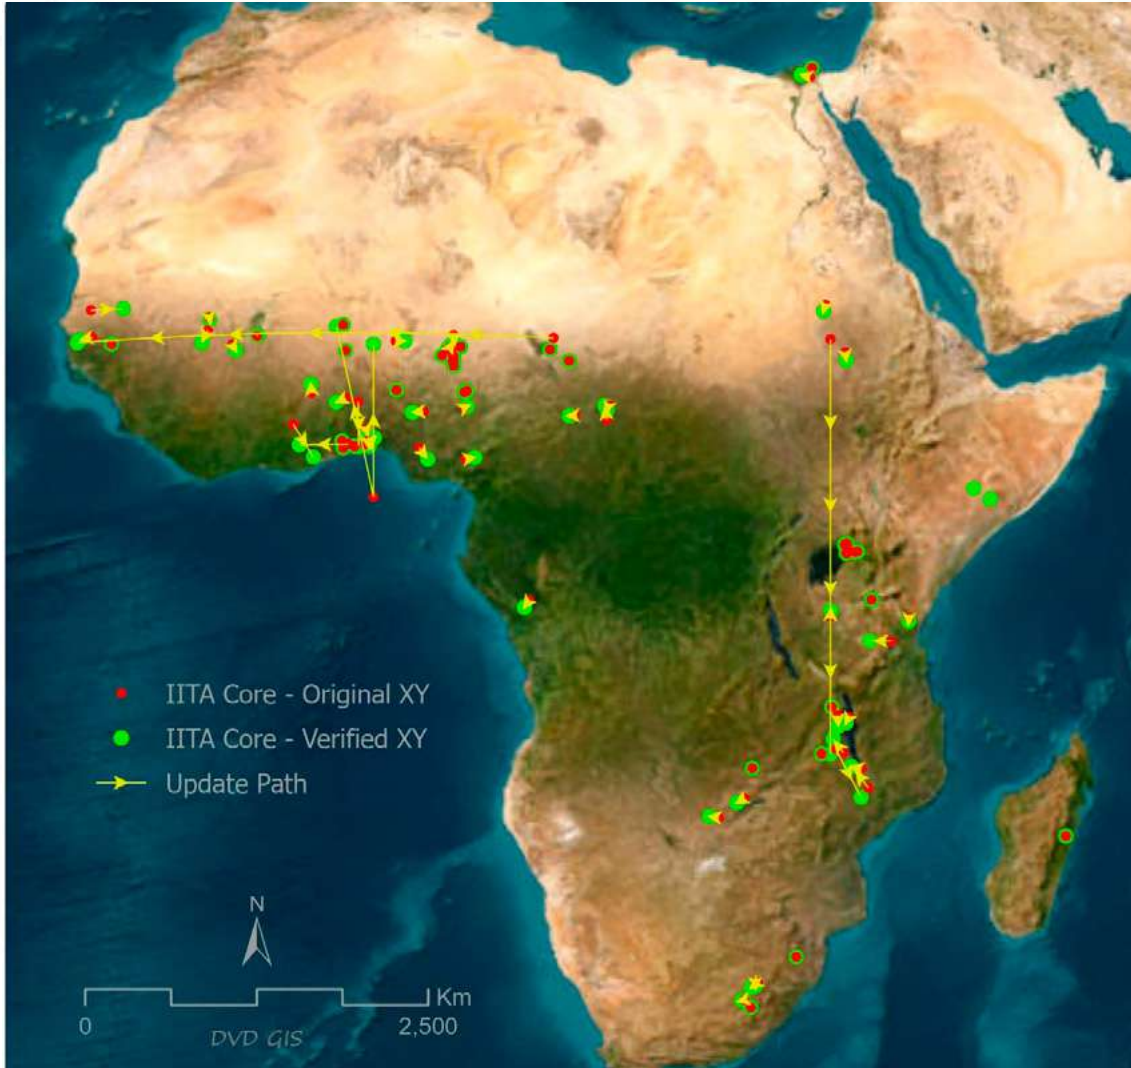 IITA Core - Original XY
IITA Core - Verified XY
Update Path
N
Km
0
2,500
DVD GIS